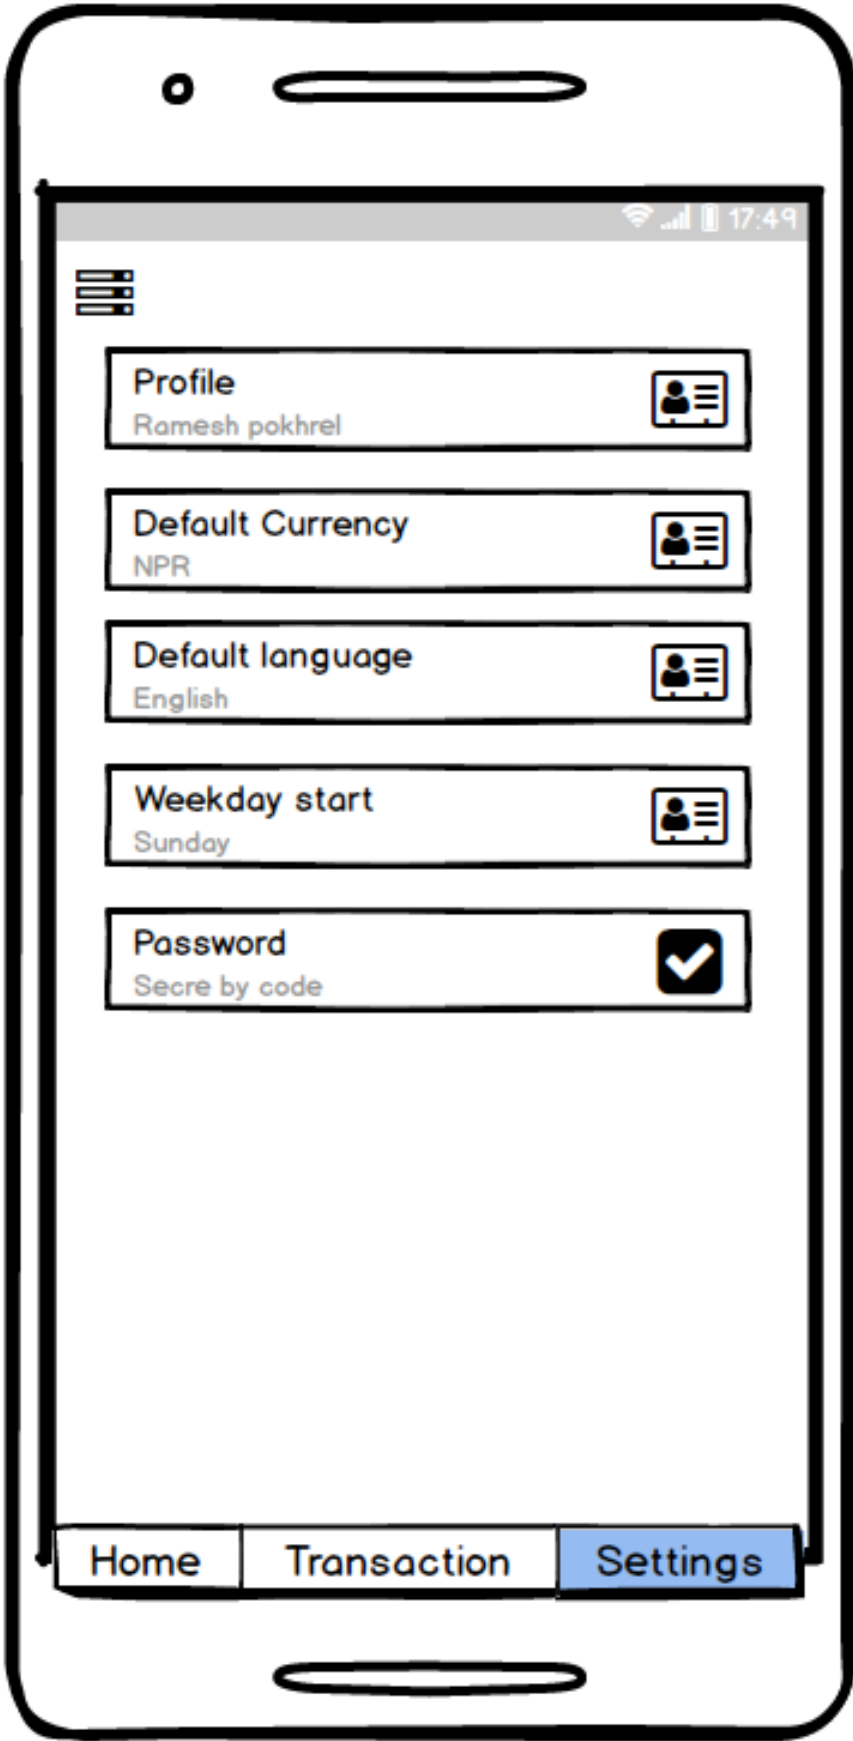 17:49
Profile
Ramesh pokhrel
Default Currency
NPR
Default language
English
Weekday start
Sunday
Password
Secre by code
Home Transaction Settings